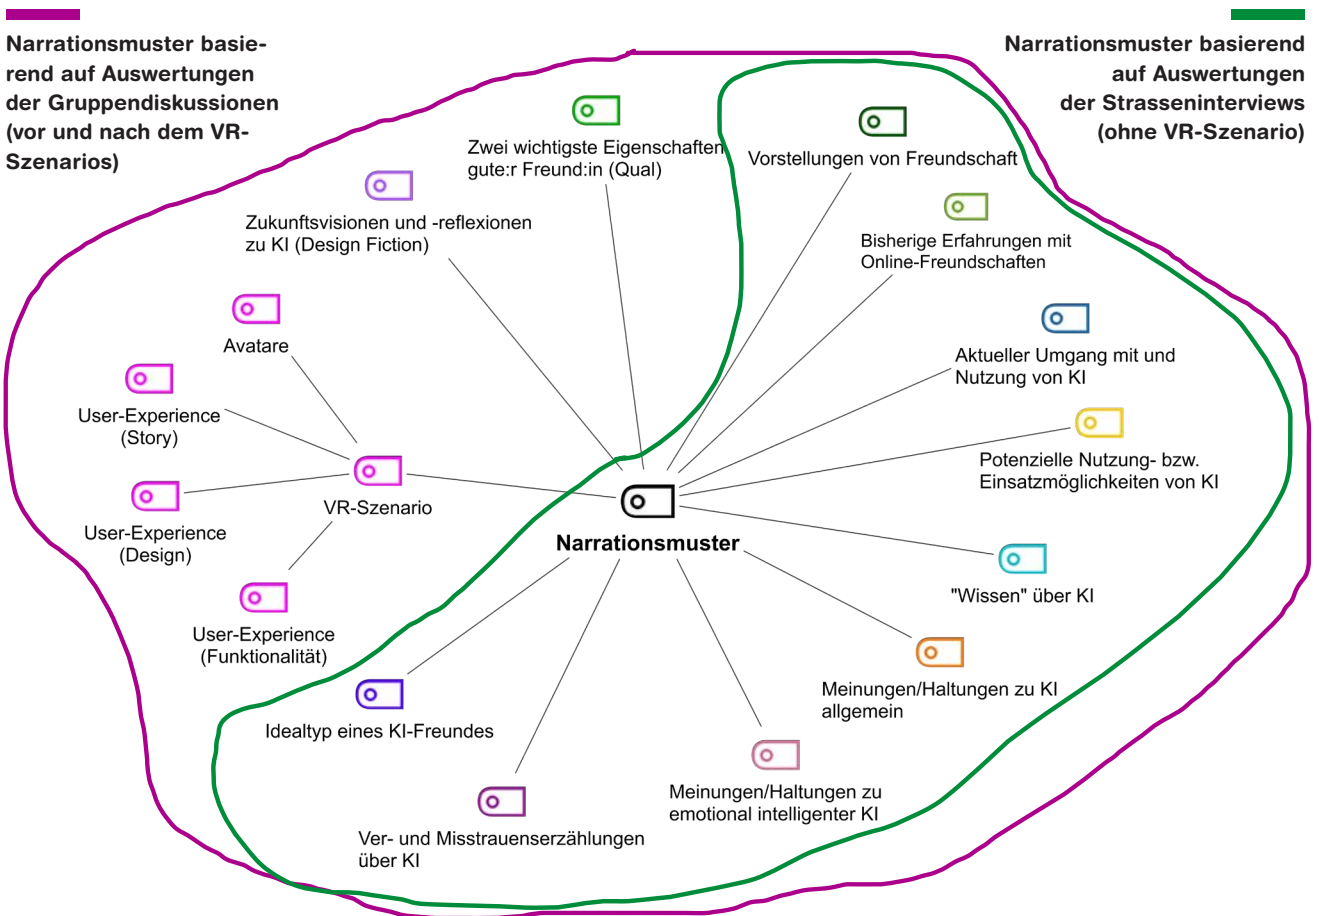 Narrationsmuster basie-
rend auf Auswertungen
der Gruppendiskussionen
(vor und nach dem VR-
Szenarios)
Narrationsmuster basierend
auf Auswertungen
der Strasseninterviews
(ohne VR-Szenario)
Zwei wichtigste Eigenschaften
gute:r Freund:in (Qual)
Vorstellungen von Freundschaft
Zukunftsvisionen und -reflexionen
zu KI (Design Fiction)
Bisherige Erfahrungen mit
Online-Freundschaften
Avatare
Aktueller Umgang mit und
Nutzung von KI
User-Experience
(Story)
Potenzielle Nutzung- bzw.
Einsatzmöglichkeiten von KI
VR-Szenario
User-Experience
(Design)
Narrationsmuster
"Wissen" über KI
User-Experience
(Funktionalität)
Meinungen/Haltungen zu KI
allgemein
Idealtyp eines KI-Freundes
Meinungen/Haltungen zu
emotional intelligenter KI
Ver- und Misstrauenserzählungen
über KI